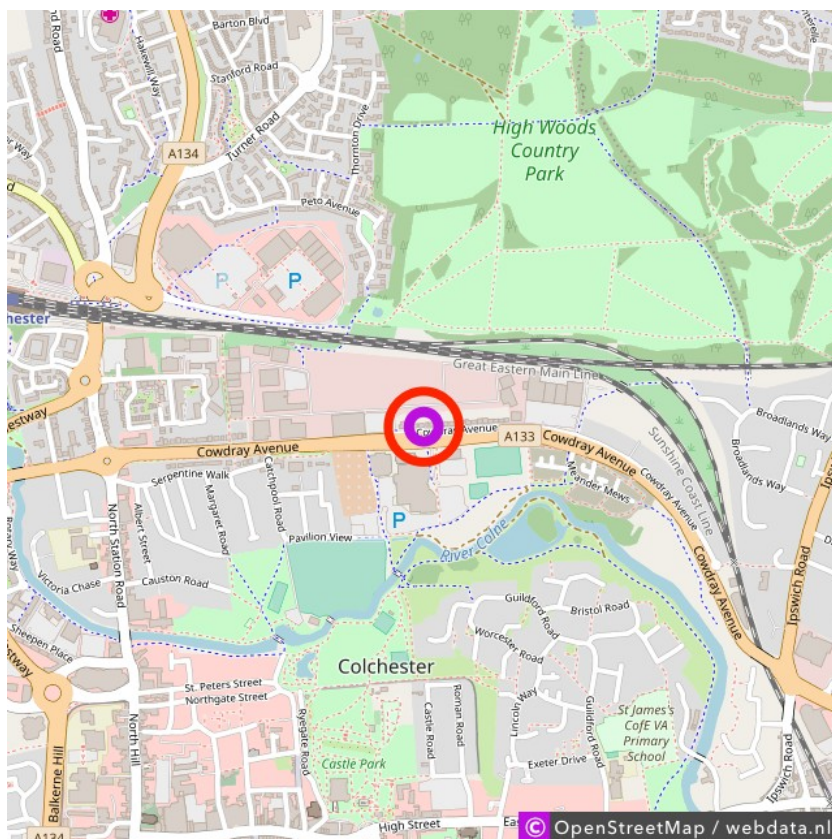 Barton Blvd
Hakewill Way
Stanford Road
Turner Road
A134
Thornton Drive
Peto Avenue
P
P
High Woods
Country
Park
Great Eastern Main Line
Cowdray Avenue
A133
Cowdray Avenue
Cowdray Avenue
Cowdray Avenue
Cowdray Avenue
Sunshine Coast Line
Broadlands Way
Broadlands Way
Ipswich Road
Ipswich Road
Meander Mews
Serpentine Walk
Catchpool Road
Margaret Road
Albert Street
North Station Road
Victoria Chase
Causton Road
Pavilion View
P
River Colne
Rotary Way
Sheepen Place
Guildford Road
Bristol Road
Worcester Road
Colchester
Lincoln Way
Guildford Road
Exeter Drive
St James's
CofE VA
Primary
School
St. Peters Street
Northgate Street
Ryegate Road
Castle Road
Roman Road
Castle Park
North Hill
Balkerne Hill
High Street
A134
© OpenStreetMap / webdata.nl